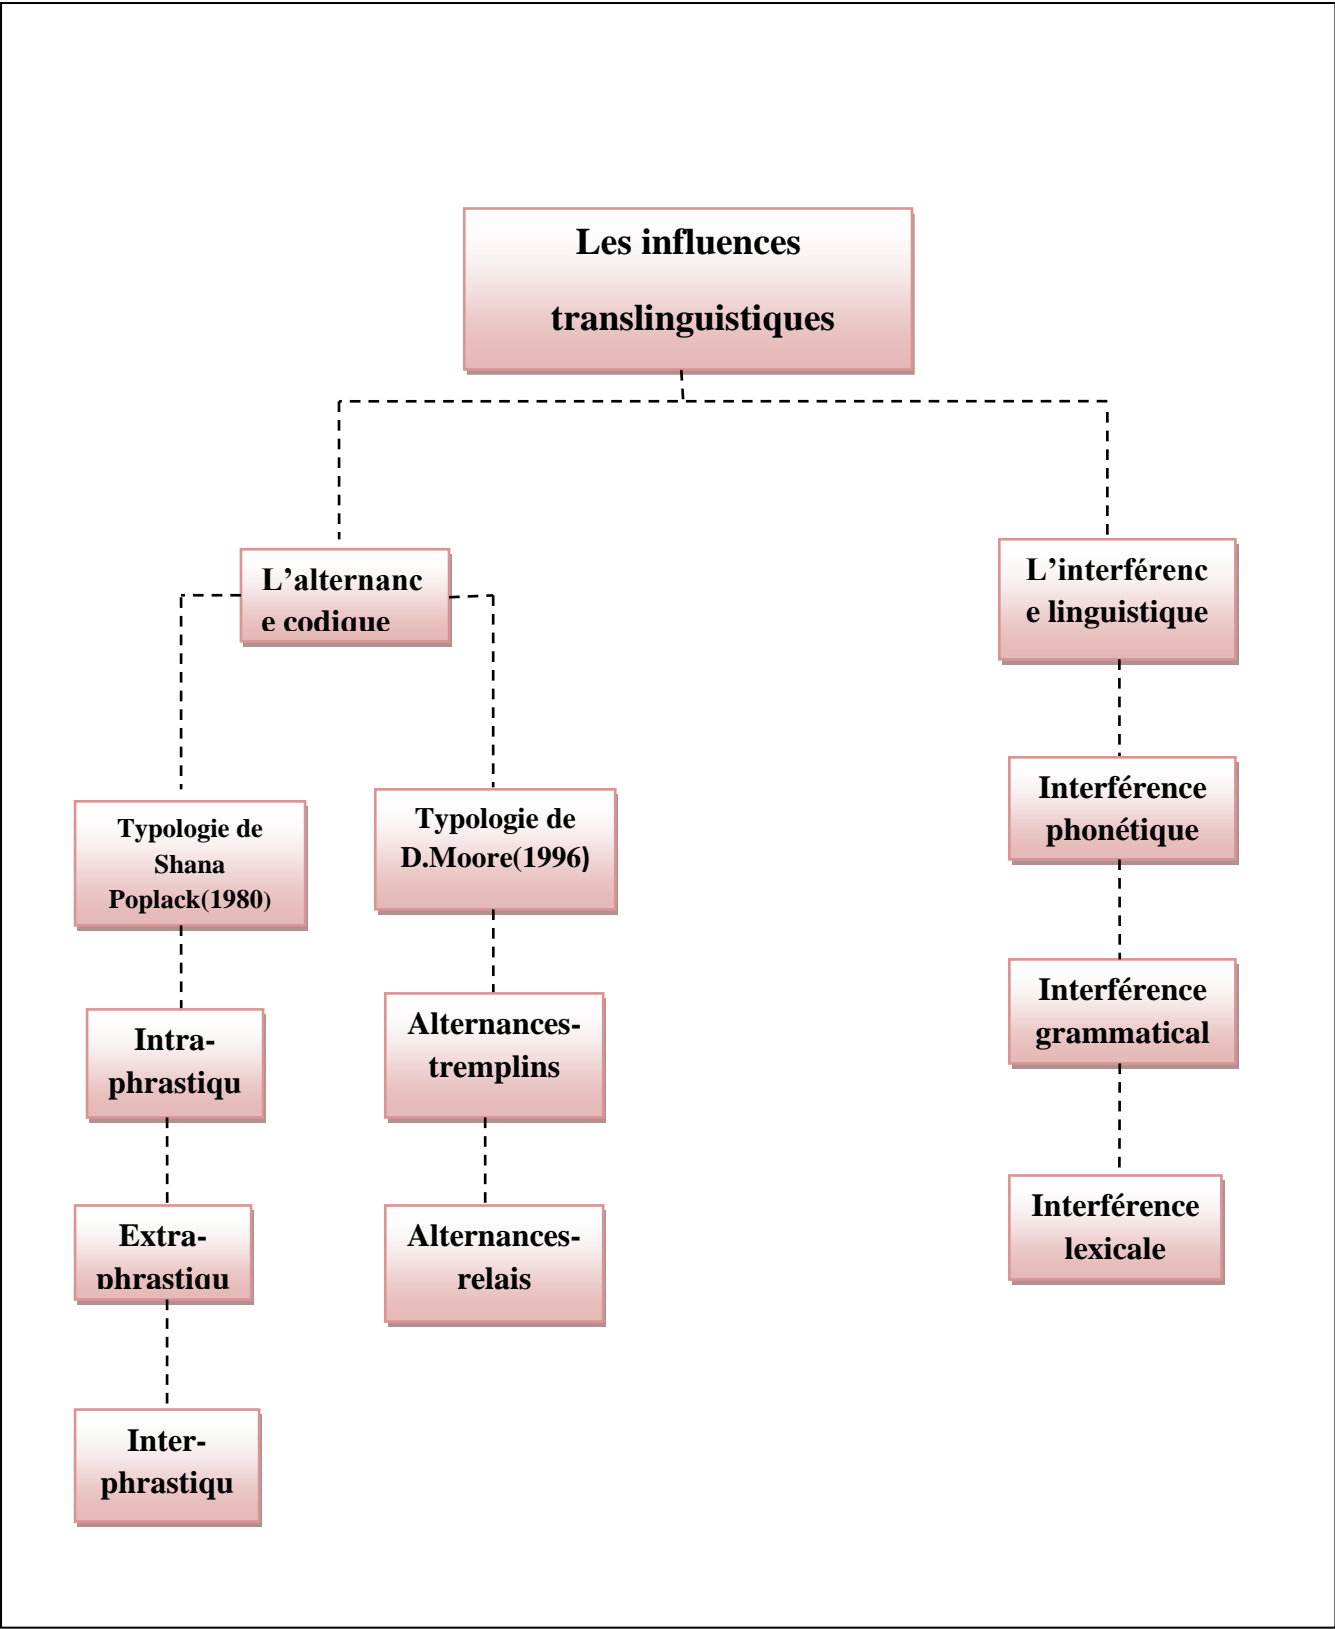 Les influences
translinguistiques
L’alternanc
e codique
L’interférenc
e linguistique
Typologie de
Shana
Poplack(1980)
Typologie de
D.Moore(1996)
Interférence
phonétique
Intra-
phrastiqu
Alternances-
tremplins
Interférence
grammatical
Extra-
phrastiqu
Alternances-
relais
Interférence
lexicale
Inter-
phrastiqu